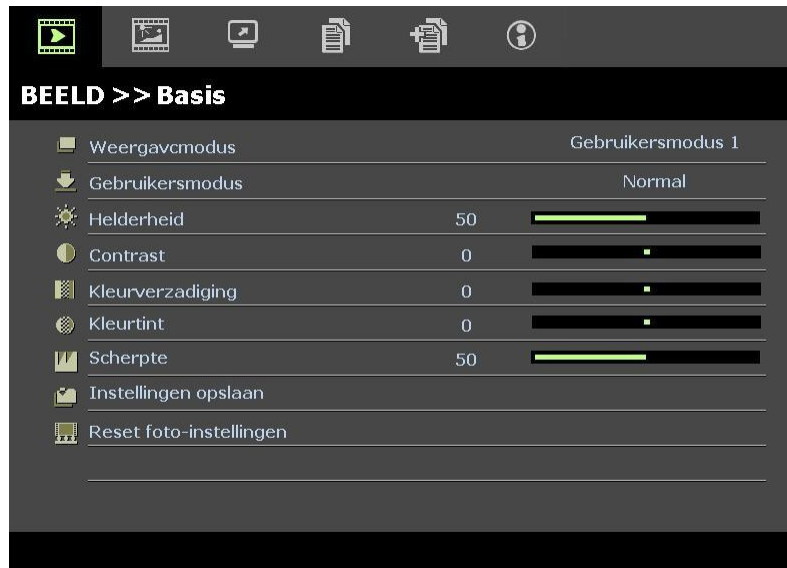 BEELD >> Basis
Weergavcmodus Gebruikersmodus 1
Gebruikersmodus Normal
Helderheid 50
Contrast 0
Kleurverzadiging 0
Kleurtint 0
Scherpte 50
Instellingen opslaan
Reset foto-instellingen